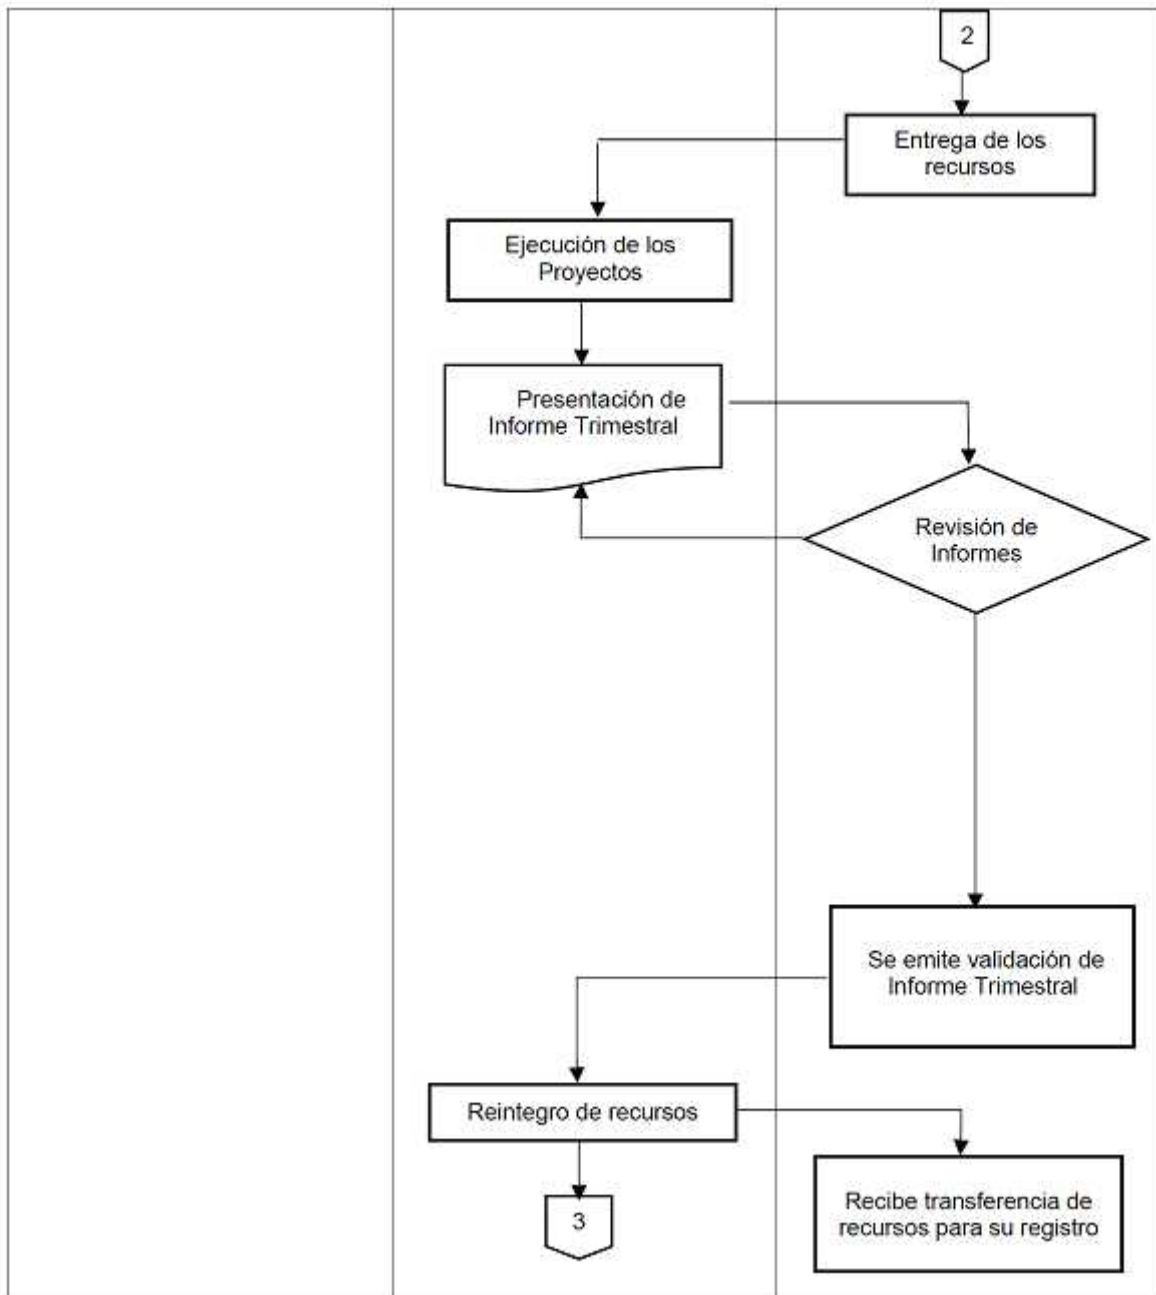 2
Entrega de los
recursos
Ejecución de los
Proyectos
Presentación de
Informe Trimestral
Revisión de
Informes
Se emite validación de
Informe Trimestral
Reintegro de recursos
Recibe transferencia de
recursos para su registro
3